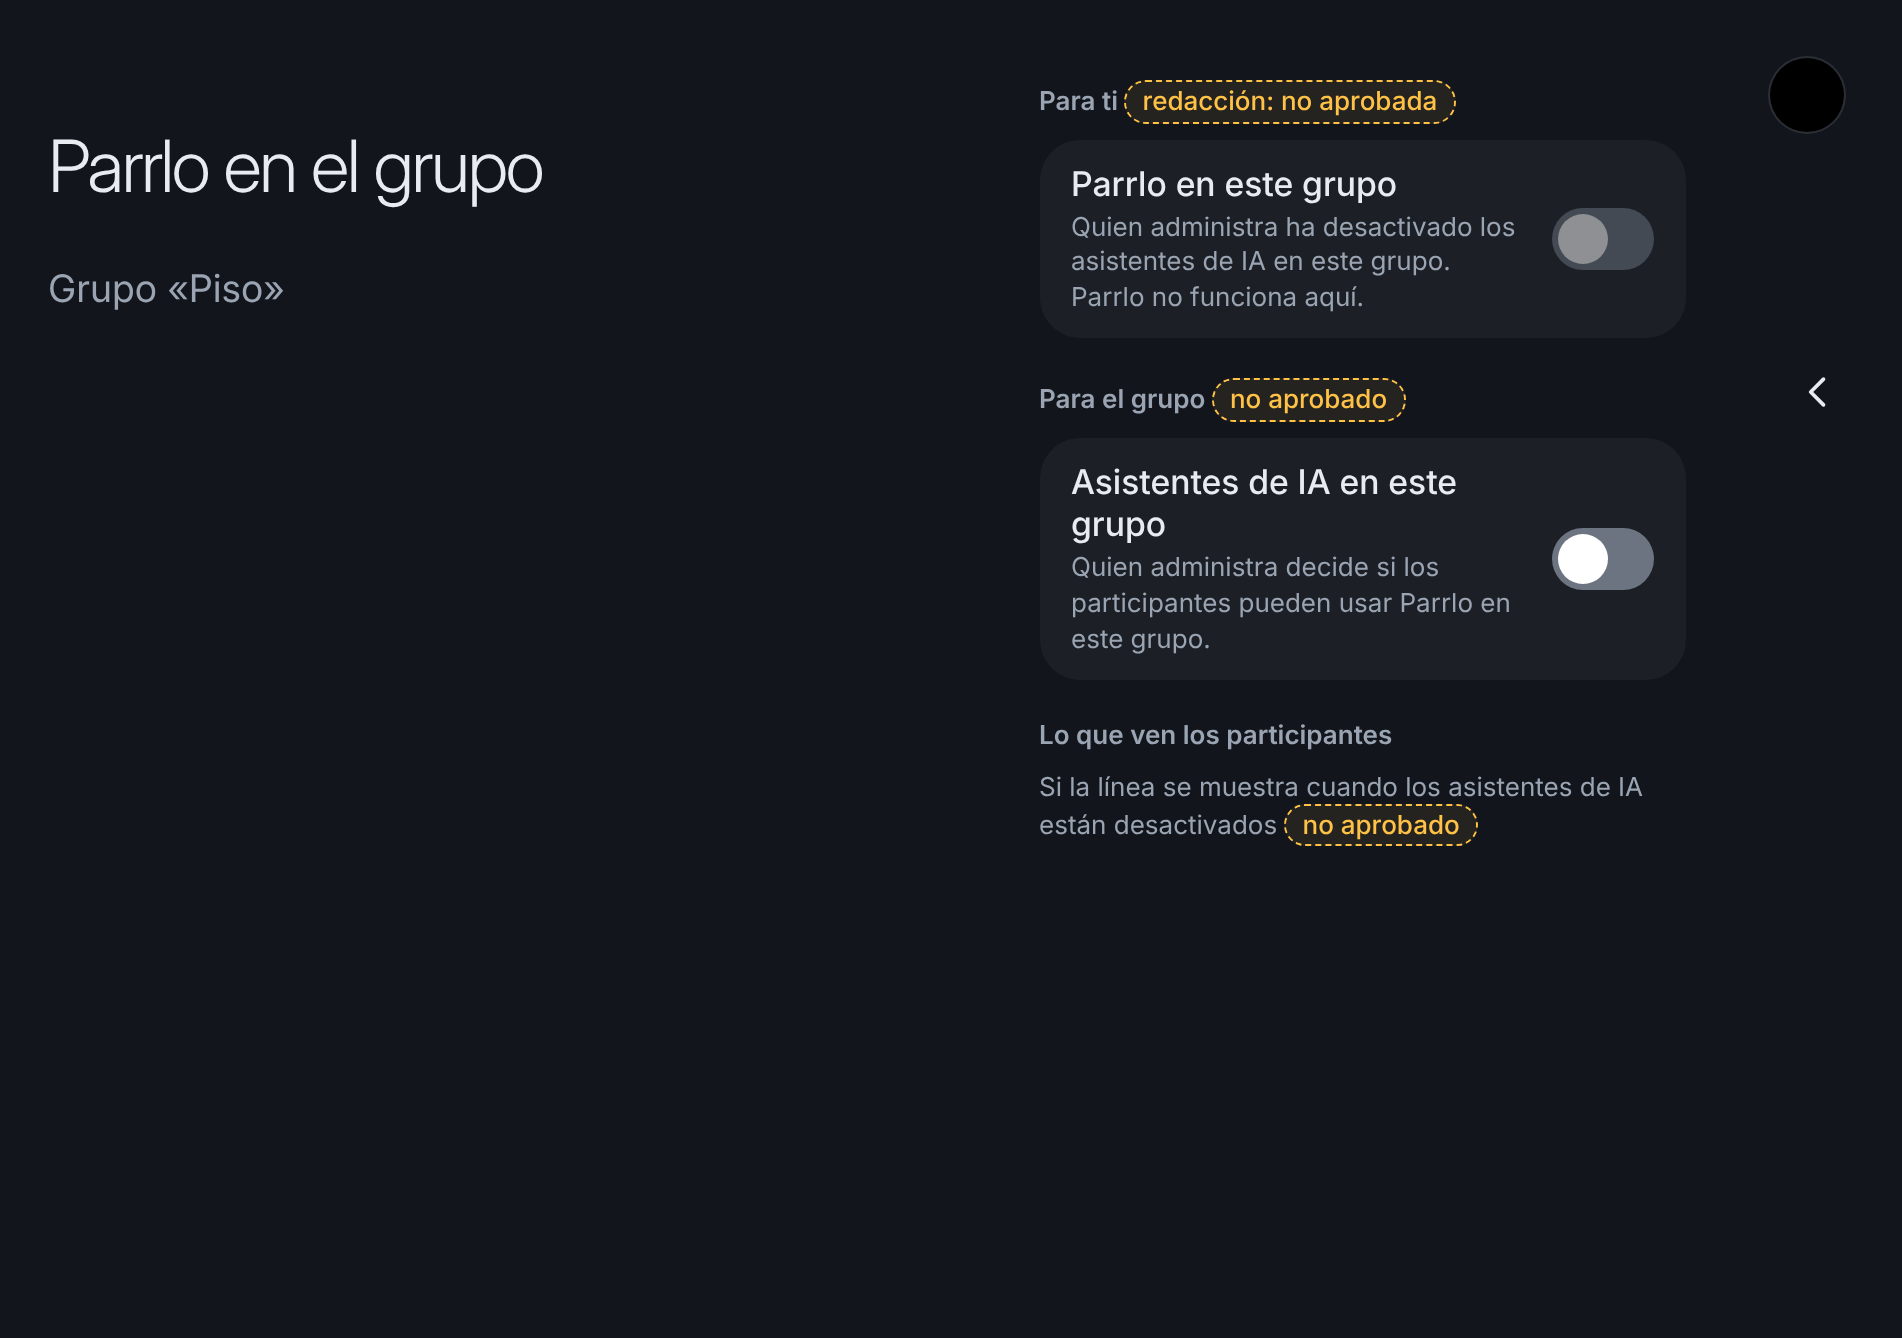 Parrlo en el grupo
Grupo «Piso»
Para ti redacción: no aprobada
Parrlo en este grupo
Quien administra ha desactivado los
asistentes de IA en este grupo.
Parrlo no funciona aquí.
Para el grupo no aprobado
Asistentes de IA en este
grupo
Quien administra decide si los
participantes pueden usar Parrlo en
este grupo.
Lo que ven los participantes
Si la línea se muestra cuando los asistentes de IA
están desactivados no aprobado